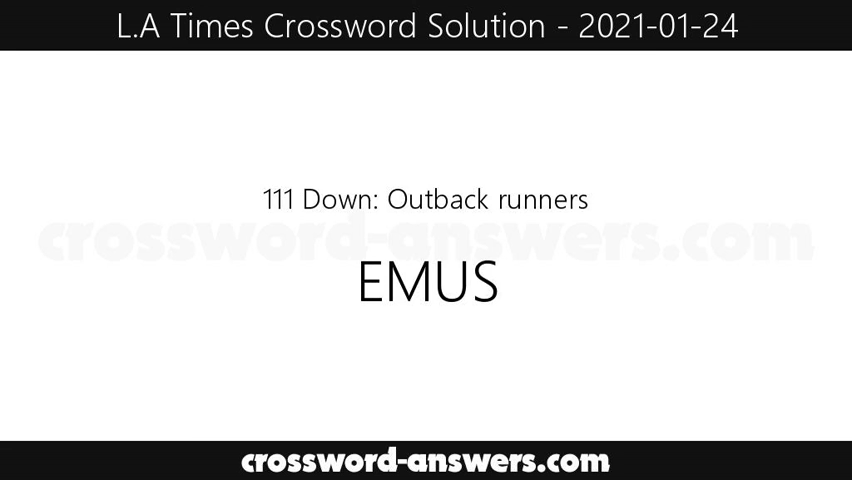 L.A Times Crossword Solution - 2021-01-24
111 Down: Outback runners
crossword-answers.com
EMUS
crossword-answers.com